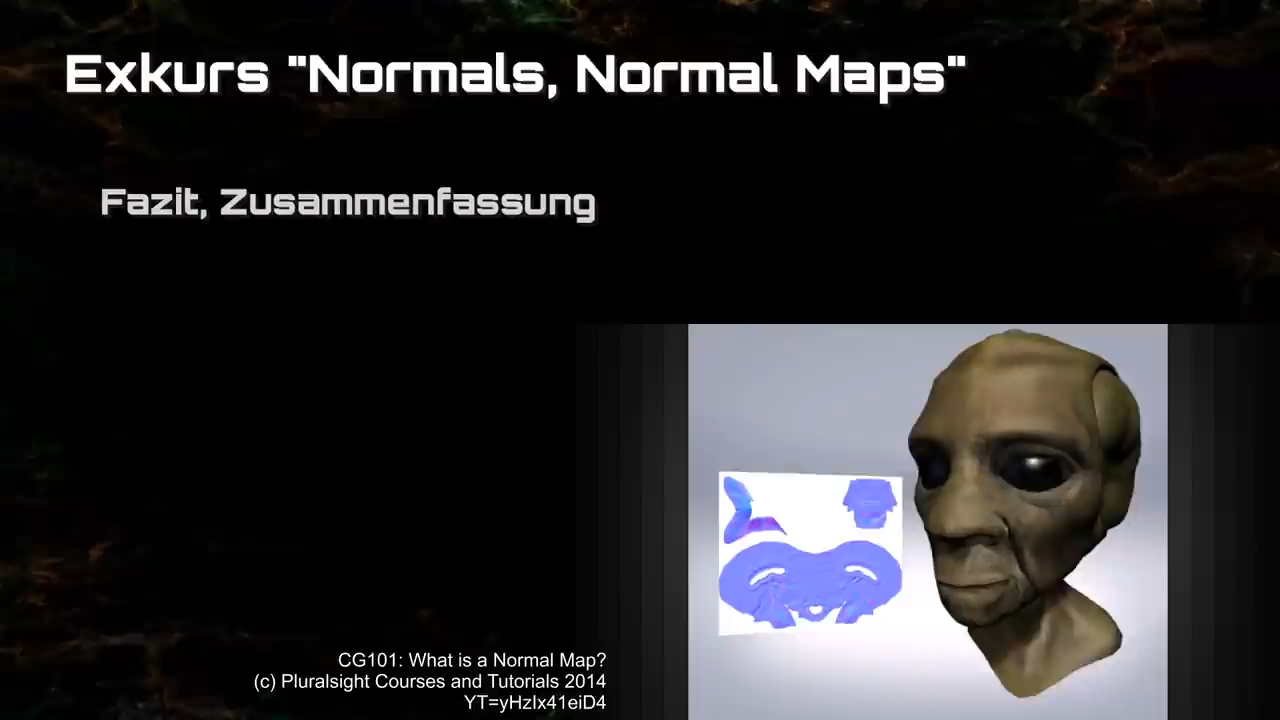 Exkurs "Normals, Normal Maps"
Fazit, Zusammenfassung
CG101: What is a Normal Map?
(c) Pluralsight Courses and Tutorials 2014
YT=yHzIx41eiD4